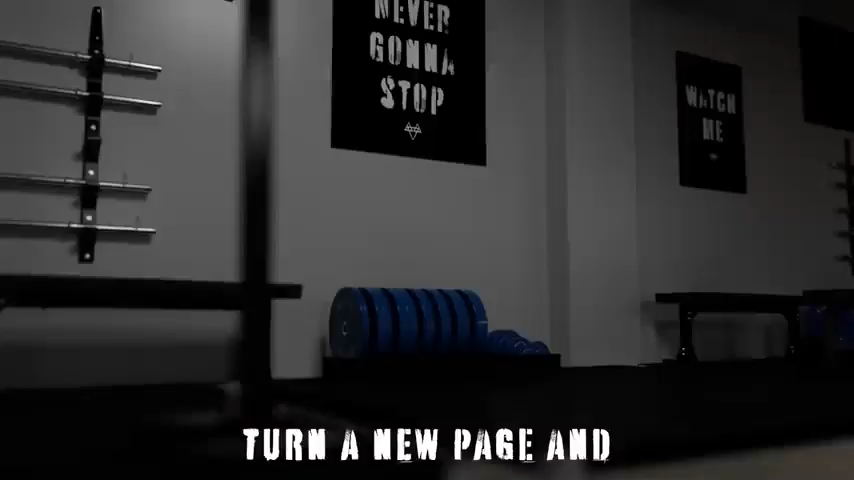 NEVER
GONNA
STOP
WATCH
ME
TURN A NEW PAGE AND